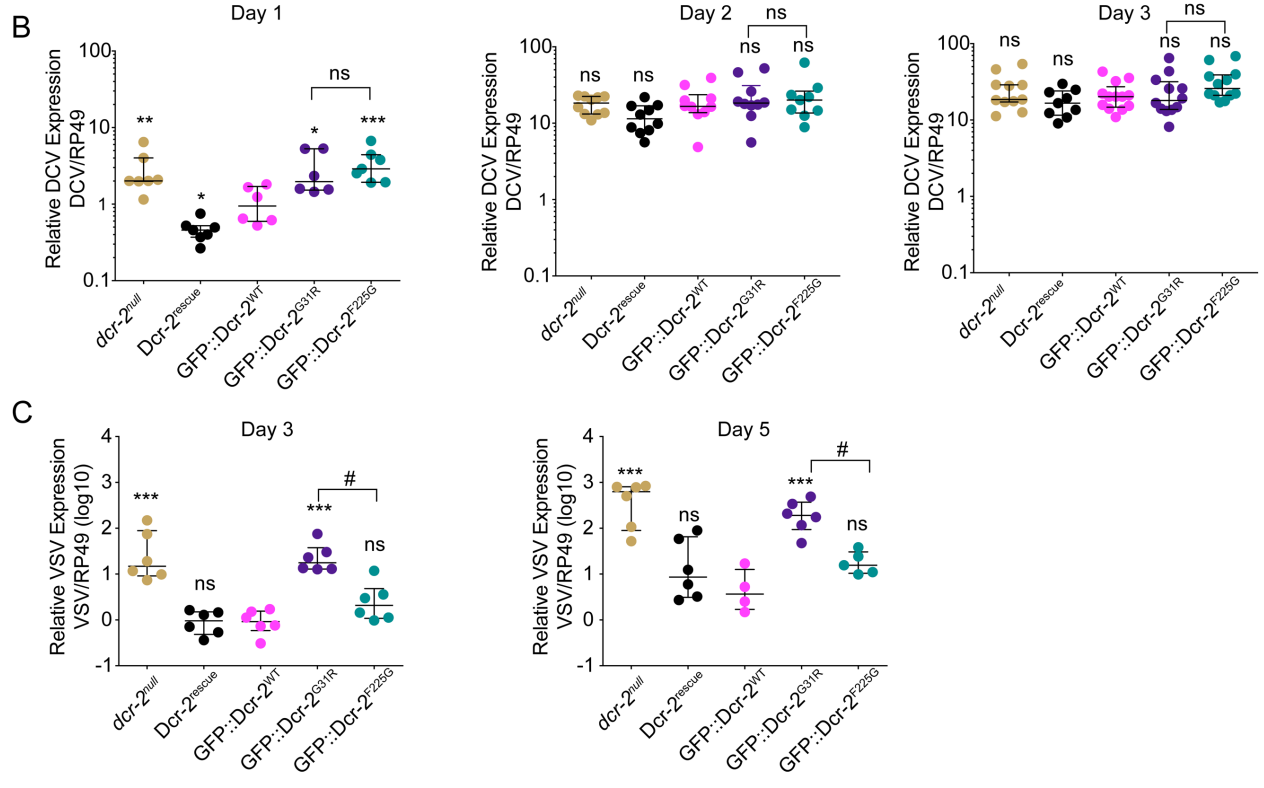 B
Day 1
Relative DCV Expression
DCV/RP49
100
10
1
0.1
**
*
*
ns
***
dcr-2null
Dcr-2rescue
GFP::Dcr-2WT
GFP::Dcr-2G31R
GFP::Dcr-2F225G
Day 2
Relative DCV Expression
DCV/RP49
100
10
1
0.1
ns
ns
ns
ns
ns
dcr-2null
Dcr-2rescue
GFP::Dcr-2WT
GFP::Dcr-2G31R
GFP::Dcr-2F225G
Day 3
Relative DCV Expression
DCV/RP49
100
10
1
0.1
ns
ns
ns
ns
ns
dcr-2null
Dcr-2rescue
GFP::Dcr-2WT
GFP::Dcr-2G31R
GFP::Dcr-2F225G
C
Day 3
Relative VSV Expression
VSV/RP49 (log10)
4
3
2
1
0
-1
***
ns
#
***
ns
dcr-2null
Dcr-2rescue
GFP::Dcr-2WT
GFP::Dcr-2G31R
GFP::Dcr-2F225G
Day 5
Relative VSV Expression
VSV/RP49 (log10)
4
3
2
1
0
-1
***
ns
#
***
ns
dcr-2null
Dcr-2rescue
GFP::Dcr-2WT
GFP::Dcr-2G31R
GFP::Dcr-2F225G